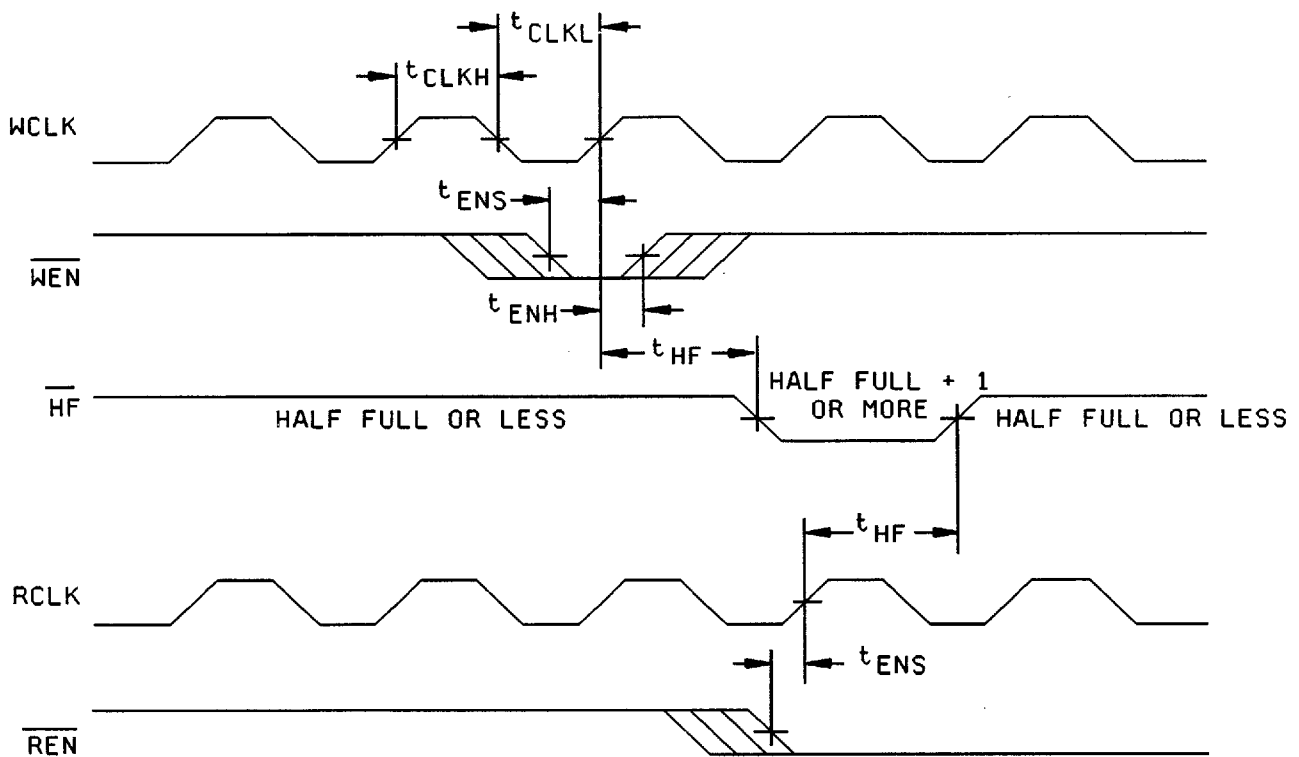 tCLKL
tCLKH
WCLK
tENS
WEN
tENH
tHF
HF
HALF FULL + 1
OR MORE
HALF FULL OR LESS
HALF FULL OR LESS
tHF
RCLK
tENS
REN